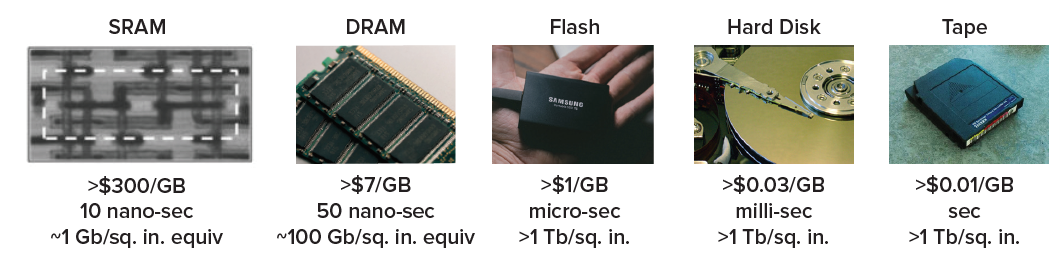 SRAM
>$300/GB
10 nano-sec
~1 Gb/sq. in. equiv
DRAM
>$7/GB
50 nano-sec
~100 Gb/sq. in. equiv
Flash
SAMSUNG
>$1/GB
micro-sec
>1 Tb/sq. in.
Hard Disk
>$0.03/GB
milli-sec
>1 Tb/sq. in.
Tape
>$0.01/GB
sec
>1 Tb/sq. in.